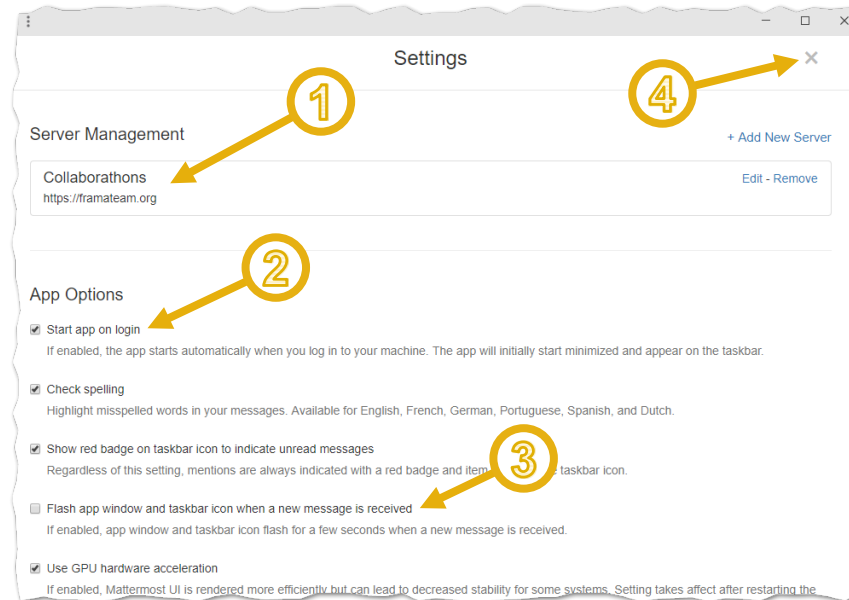 Settings
4
1
Server Management
+ Add New Server
Collaborathons
Edit - Remove
https://framateam.org
2
App Options
Start app on login
If enabled, the app starts automatically when you log in to your machine. The app will initially start minimized and appear on the taskbar.
Check spelling
Highlight misspelled words in your messages. Available for English, French, German, Portuguese, Spanish, and Dutch.
Show red badge on taskbar icon to indicate unread messages
3
Regardless of this setting, mentions are always indicated with a red badge and item taskbar icon.
Flash app window and taskbar icon when a new message is received
If enabled, app window and taskbar icon flash for a few seconds when a new message is received.
Use GPU hardware acceleration
If enabled, Mattermost UI is rendered more efficiently but can lead to decreased stability for some systems. Setting takes affect after restarting the